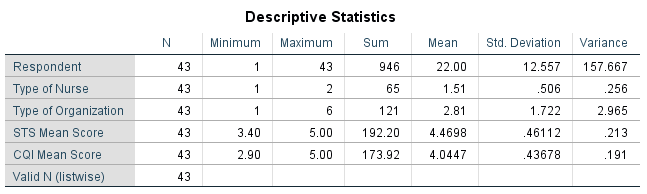 Descriptive Statistics
N Minimum Maximum Sum Mean Std. Deviation Variance
Respondent 43 1 43 946 22.00 12.557 157.667
Type of Nurse 43 1 2 65 1.51 .506 .256
Type of Organization 43 1 6 121 2.81 1.722 2.965
STS Mean Score 43 3.40 5.00 192.20 4.4698 .46112 .213
CQI Mean Score 43 2.90 5.00 173.92 4.0447 .43678 .191
Valid N (listwise) 43